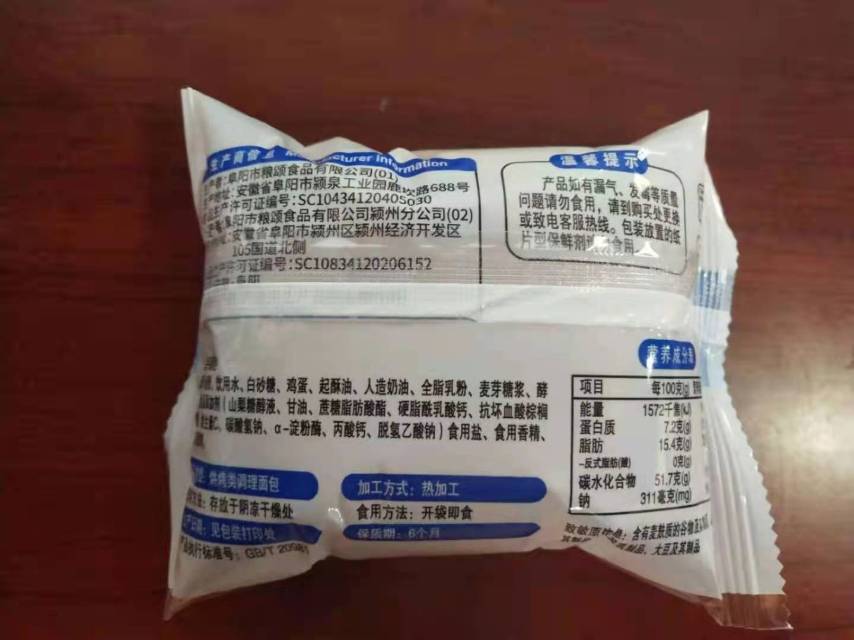 生产商信息 Manufacturer Information
阜阳市粮颂食品有限公司(01)
安徽省阜阳市颍泉工业园鹿坎路688号
许可证编号:SC10434120405030
阜阳市粮颂食品有限公司颍州分公司(02)
安徽省阜阳市颍州区颍州经济开发区
105国道北侧
许可证编号:SC10834120206152
温馨提示
产品如有漏气、发霉等质量
问题请勿食用,请到购买处更换
或致电客服热线。包装放置的纸
片型保鲜剂 食用
饮用水、白砂糖、鸡蛋、起酥油、人造奶油、全脂乳粉、麦芽糖浆、酵
(山梨糖醇液、甘油、蔗糖脂肪酸酯、硬脂酰乳酸钙、抗坏血酸棕榈
碳酸氢钠、α-淀粉酶、丙酸钙、脱氢乙酸钠)食用盐、食用香精、
烘烤类调理面包
加工方式:热加工
存放于阴凉干燥处
食用方法:开袋即食
见包装打印处
保质期:6个月
执行标准号:GB/T 20981
营养成分表
项目 每100克(g)
能量 1572千焦(kJ)
蛋白质 7.2克(g)
脂肪 15.4克(g)
-反式脂肪(酸) 0克(g)
碳水化合物 51.7克(g)
钠 311毫克(mg)
含有麸质的谷物及
大豆及其制品